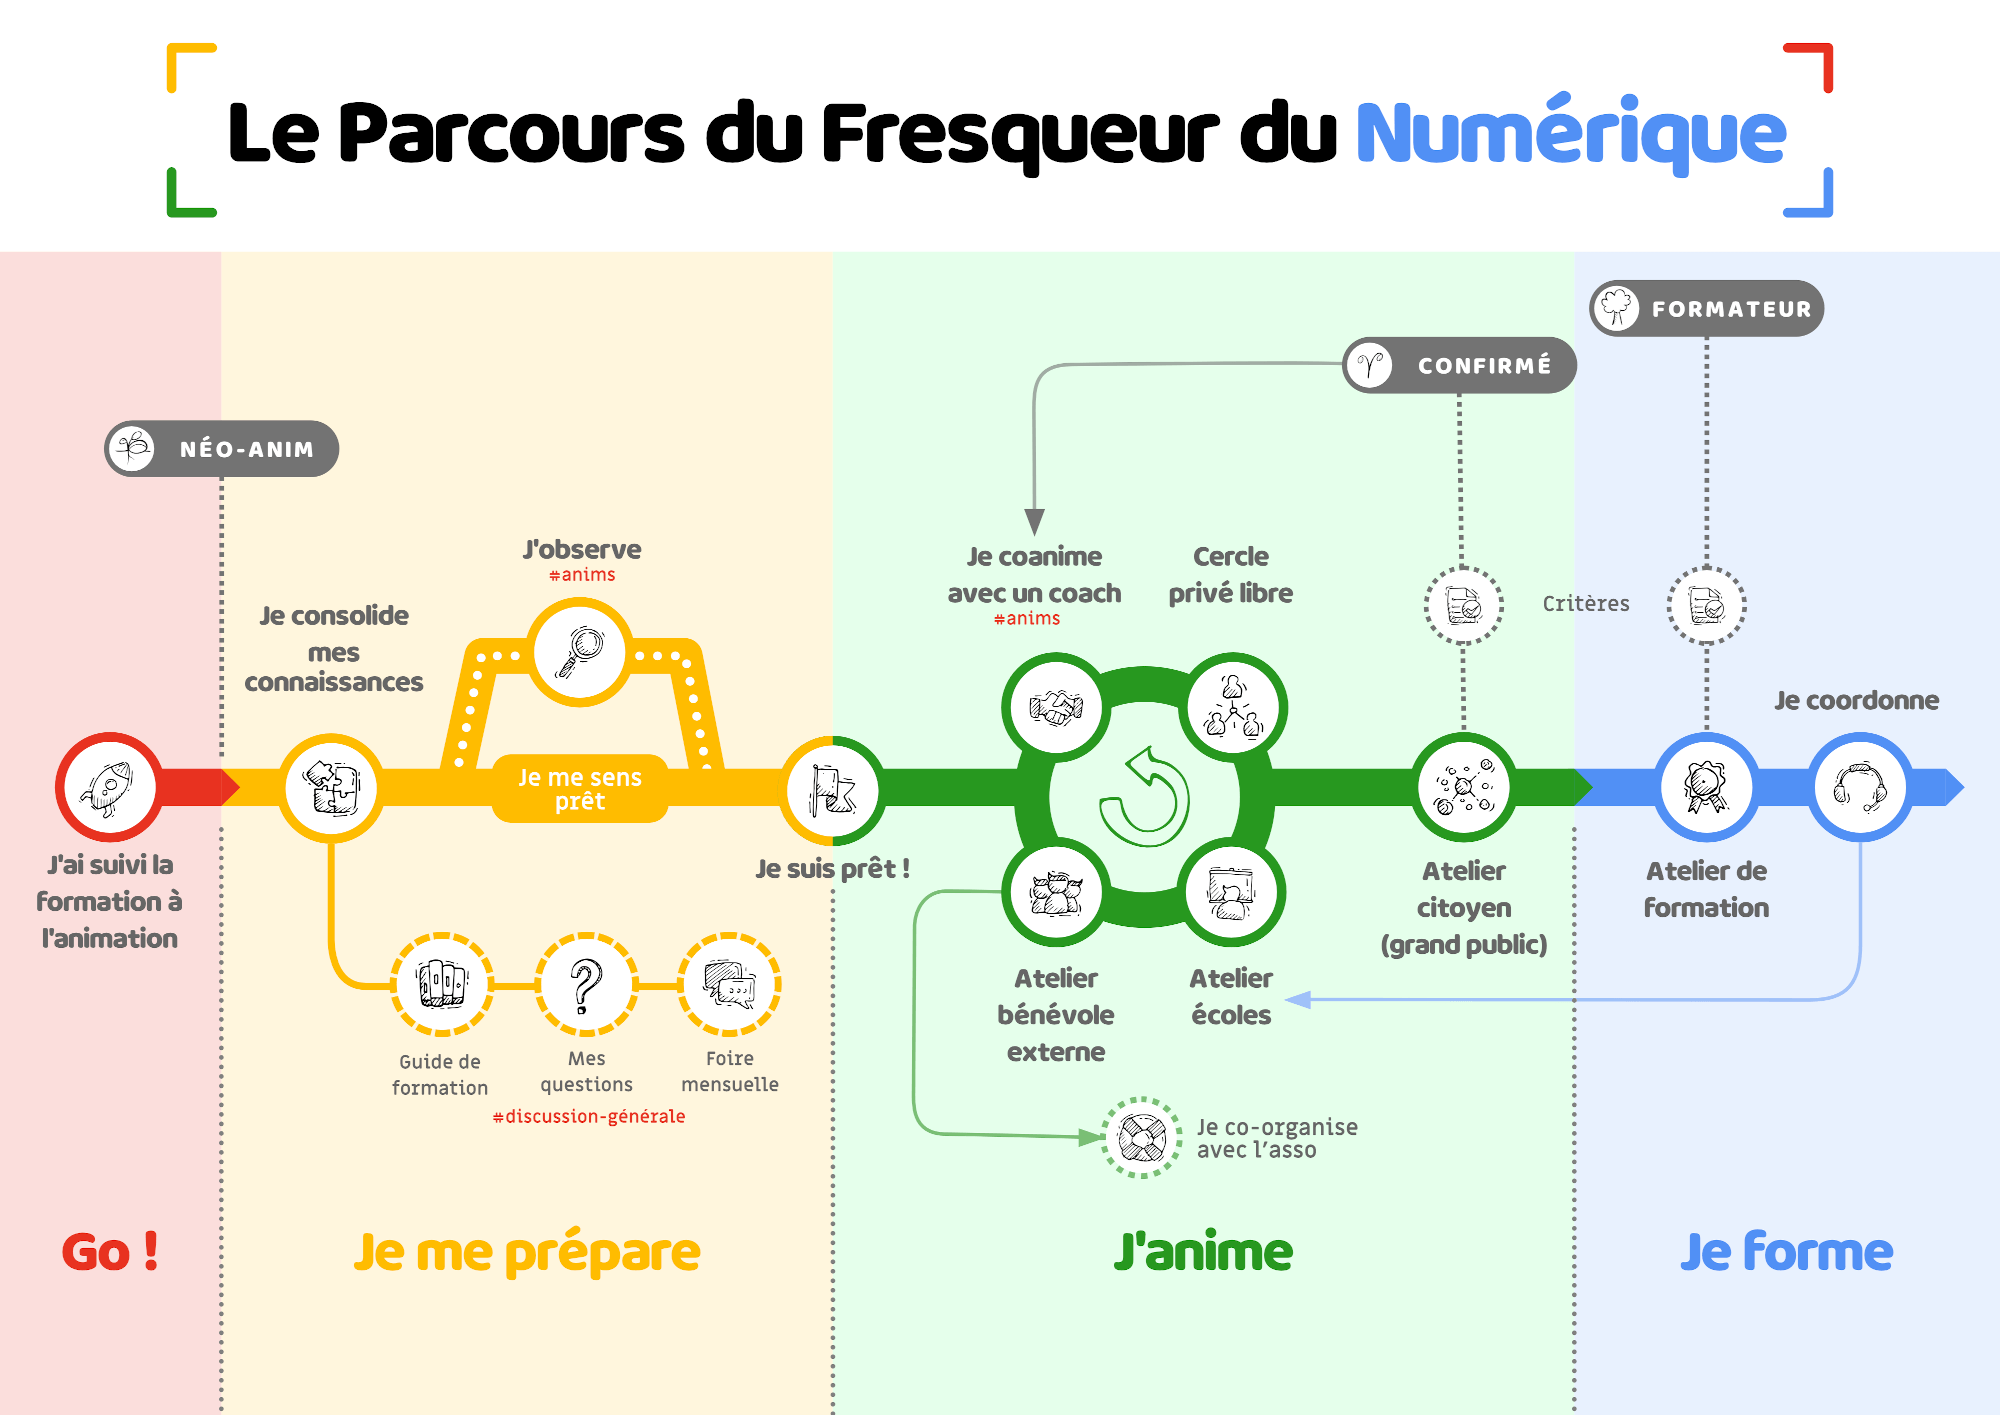 Le Parcours du Fresqueur du Numérique
FORMATEUR
CONFIRMÉ
NÉO-ANIM
J'observe
#anims
Je consolide
mes
connaissances
Je me sens
prêt
J'ai suivi la
formation à
l'animation
Je suis prêt !
Guide de
formation
Mes
questions
Foire
mensuelle
#discussion-générale
Je coanime
avec un coach
#anims
Cercle
privé libre
Critères
Atelier
bénévole
externe
Atelier
écoles
Je co-organise
avec l’asso
Atelier
citoyen
(grand public)
Je coordonne
Atelier de
formation
Go !
Je me prépare
J'anime
Je forme